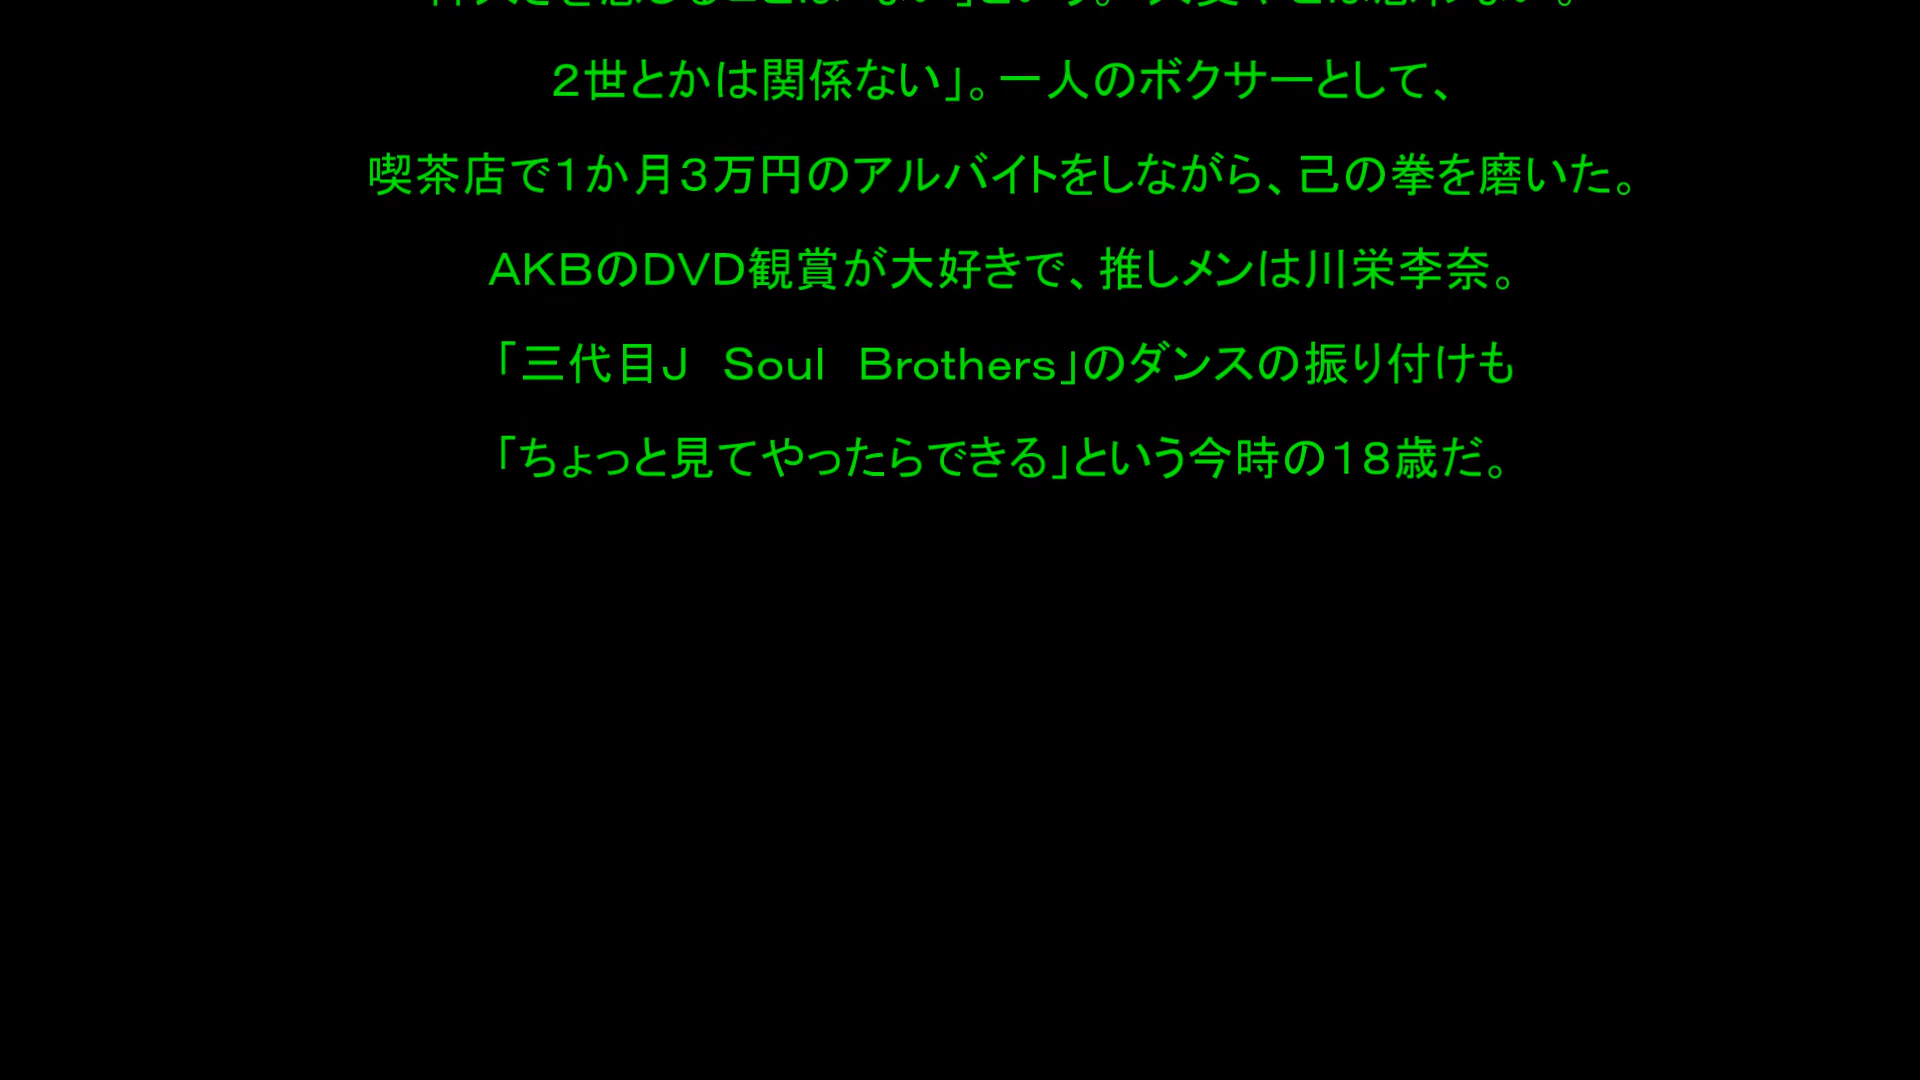 ２世とかは関係ない」。一人のボクサーとして、
喫茶店で１か月３万円のアルバイトをしながら、己の拳を磨いた。
ＡＫＢのＤＶＤ観賞が大好きで、推しメンは川栄李奈。
「三代目Ｊ　Ｓｏｕｌ　Ｂｒｏｔｈｅｒｓ」のダンスの振り付けも
「ちょっと見てやったらできる」という今時の１８歳だ。